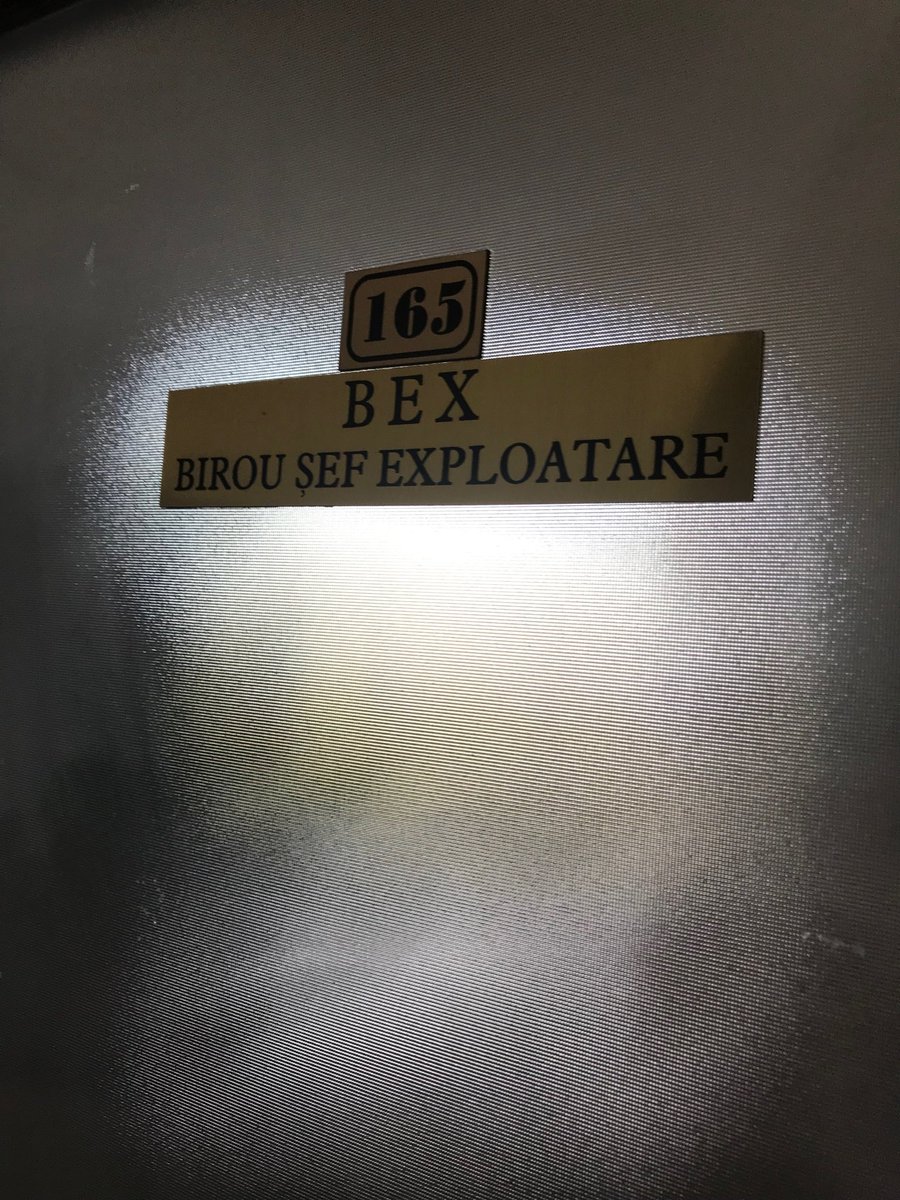 165
BEX
BIROU ȘEF EXPLOATARE